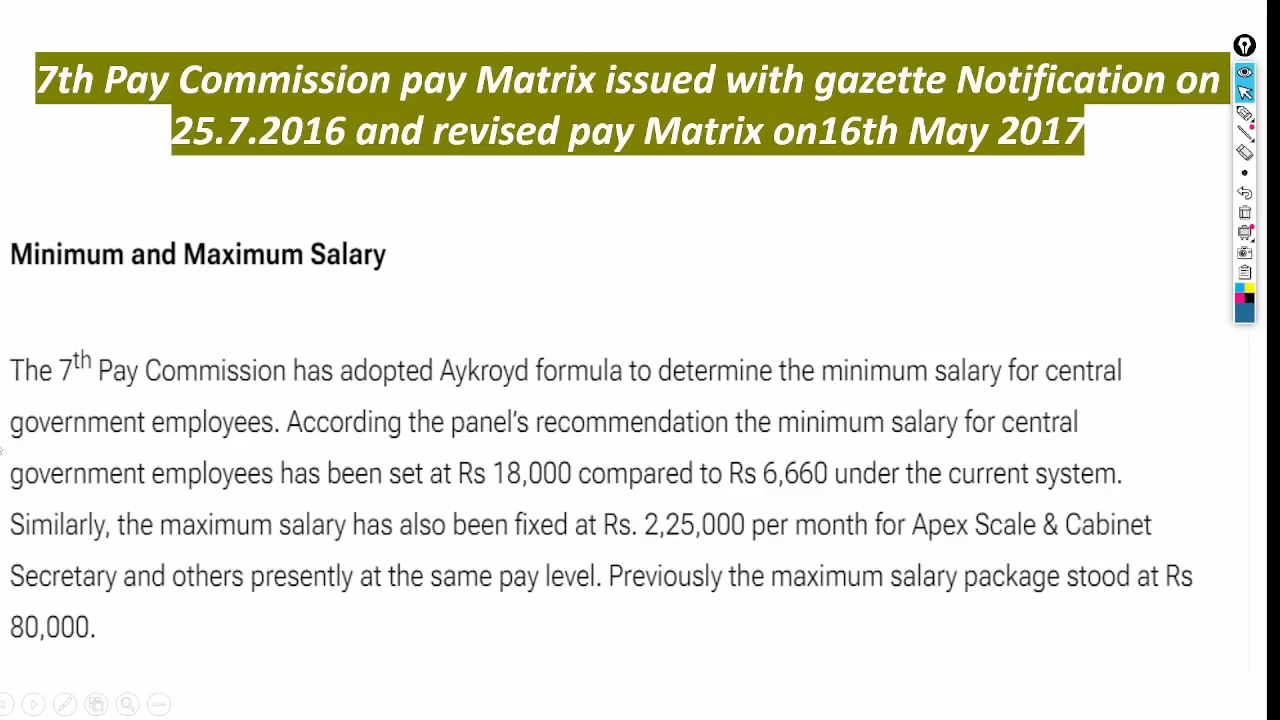 7th Pay Commission pay Matrix issued with gazette Notification on
25.7.2016 and revised pay Matrix on16th May 2017
Minimum and Maximum Salary
The 7th Pay Commission has adopted Aykroyd formula to determine the minimum salary for central
government employees. According the panel's recommendation the minimum salary for central
government employees has been set at Rs 18,000 compared to Rs 6,660 under the current system.
Similarly, the maximum salary has also been fixed at Rs. 2,25,000 per month for Apex Scale & Cabinet
Secretary and others presently at the same pay level. Previously the maximum salary package stood at Rs
80,000.